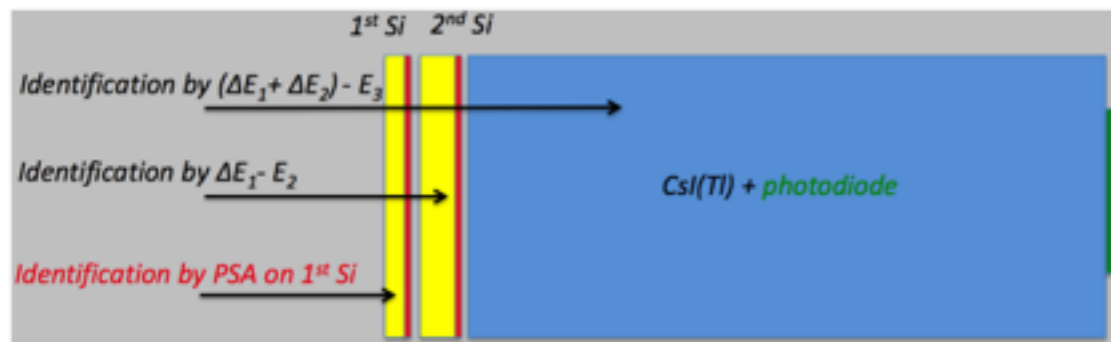 1st Si 2nd Si
Identification by (ΔE1+ ΔE2) - E3
Identification by ΔE1- E2
CsI(Tl) + photodiode
Identification by PSA on 1st Si